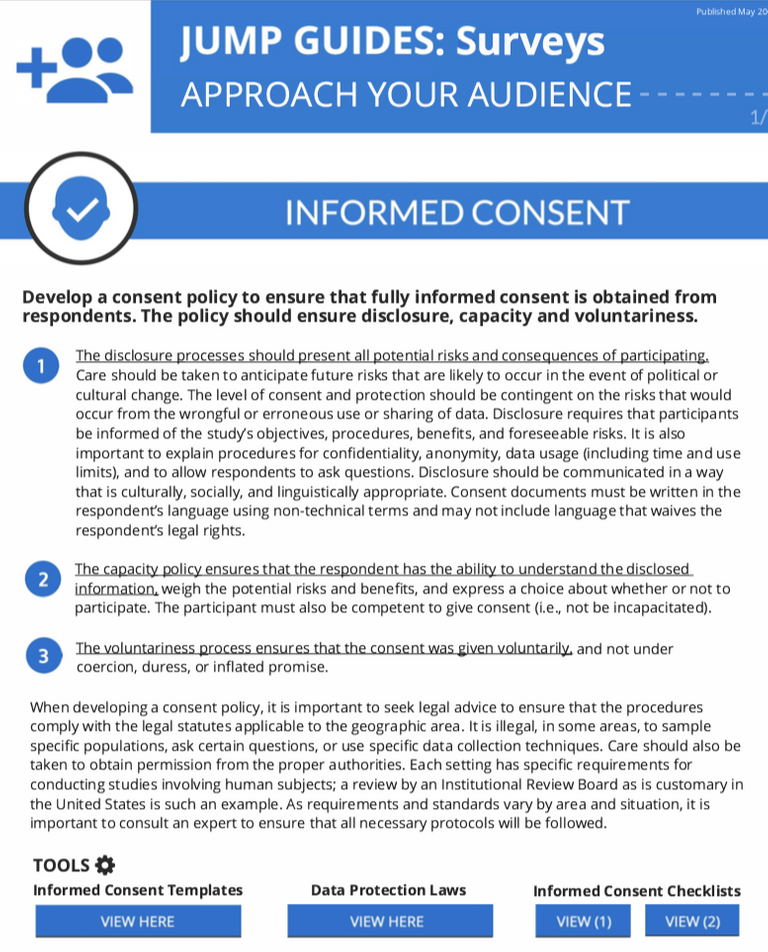 Published May 20
JUMP GUIDES: Surveys
APPROACH YOUR AUDIENCE
1/
INFORMED CONSENT
Develop a consent policy to ensure that fully informed consent is obtained from
respondents. The policy should ensure disclosure, capacity and voluntariness.
1
The disclosure processes should present all potential risks and consequences of participating.
Care should be taken to anticipate future risks that are likely to occur in the event of political or
cultural change. The level of consent and protection should be contingent on the risks that would
occur from the wrongful or erroneous use or sharing of data. Disclosure requires that participants
be informed of the study’s objectives, procedures, benefits, and foreseeable risks. It is also
important to explain procedures for confidentiality, anonymity, data usage (including time and use
limits), and to allow respondents to ask questions. Disclosure should be communicated in a way
that is culturally, socially, and linguistically appropriate. Consent documents must be written in the
respondent’s language using non-technical terms and may not include language that waives the
respondent’s legal rights.
2
The capacity policy ensures that the respondent has the ability to understand the disclosed
information, weigh the potential risks and benefits, and express a choice about whether or not to
participate. The participant must also be competent to give consent (i.e., not be incapacitated).
3
The voluntariness process ensures that the consent was given voluntarily, and not under
coercion, duress, or inflated promise.
When developing a consent policy, it is important to seek legal advice to ensure that the procedures
comply with the legal statutes applicable to the geographic area. It is illegal, in some areas, to sample
specific populations, ask certain questions, or use specific data collection techniques. Care should also be
taken to obtain permission from the proper authorities. Each setting has specific requirements for
conducting studies involving human subjects; a review by an Institutional Review Board as is customary in
the United States is such an example. As requirements and standards vary by area and situation, it is
important to consult an expert to ensure that all necessary protocols will be followed.
TOOLS
Informed Consent Templates
VIEW HERE
Data Protection Laws
VIEW HERE
Informed Consent Checklists
VIEW (1)
VIEW (2)